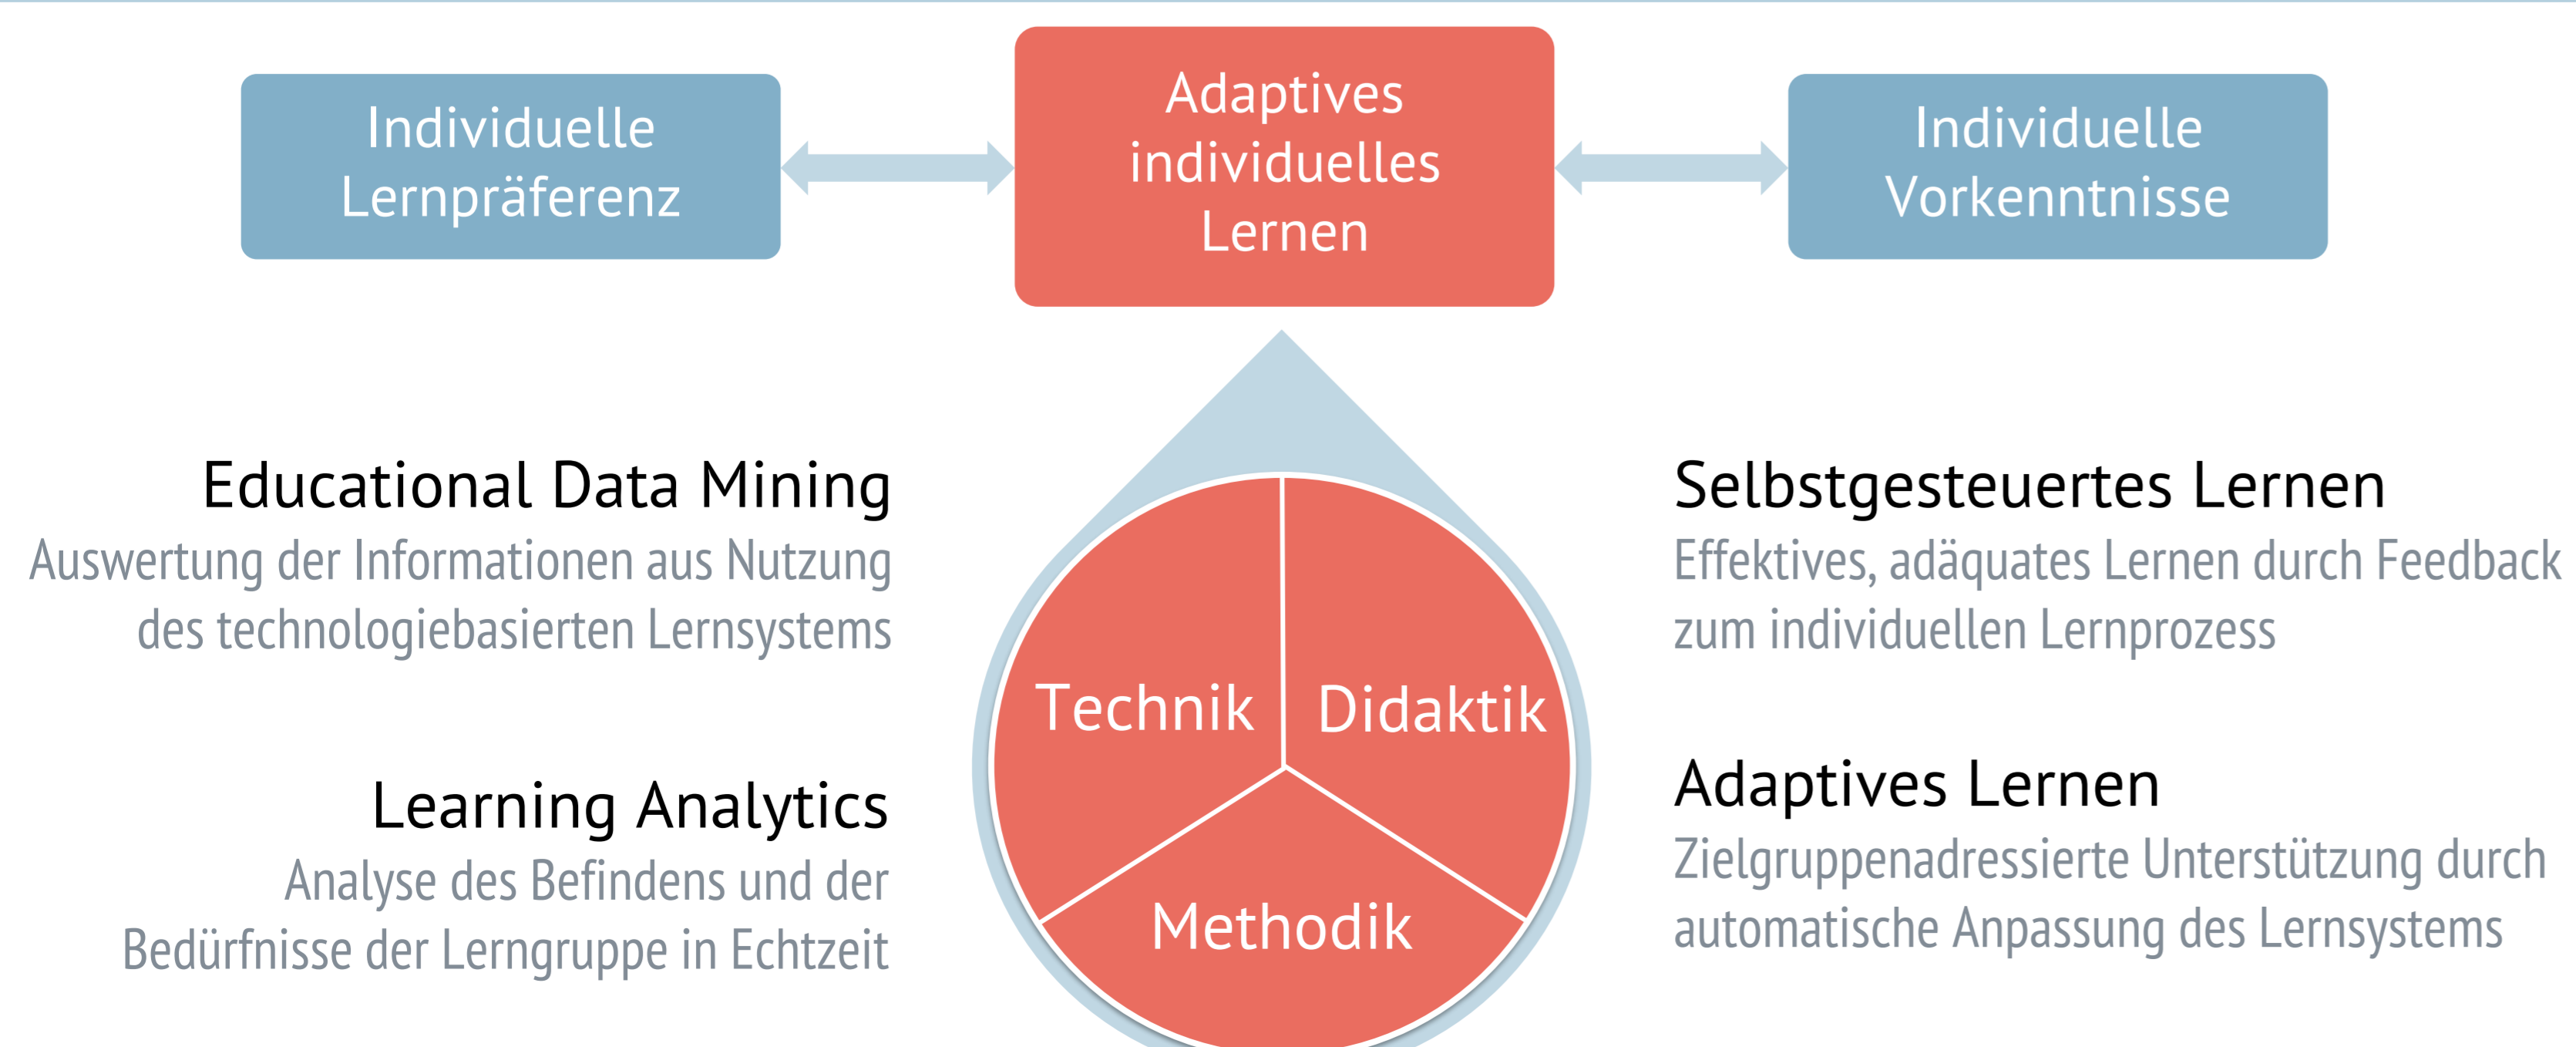 Individuelle
Lernpräferenz
Adaptives
individuelles
Lernen
Individuelle
Vorkenntnisse
Educational Data Mining
Auswertung der Informationen aus Nutzung
des technologiebasierten Lernsystems
Learning Analytics
Analyse des Befindens und der
Bedürfnisse der Lerngruppe in Echtzeit
Technik
Didaktik
Methodik
Selbstgesteuertes Lernen
Effektives, adäquates Lernen durch Feedback
zum individuellen Lernprozess
Adaptives Lernen
Zielgruppenadressierte Unterstützung durch
automatische Anpassung des Lernsystems